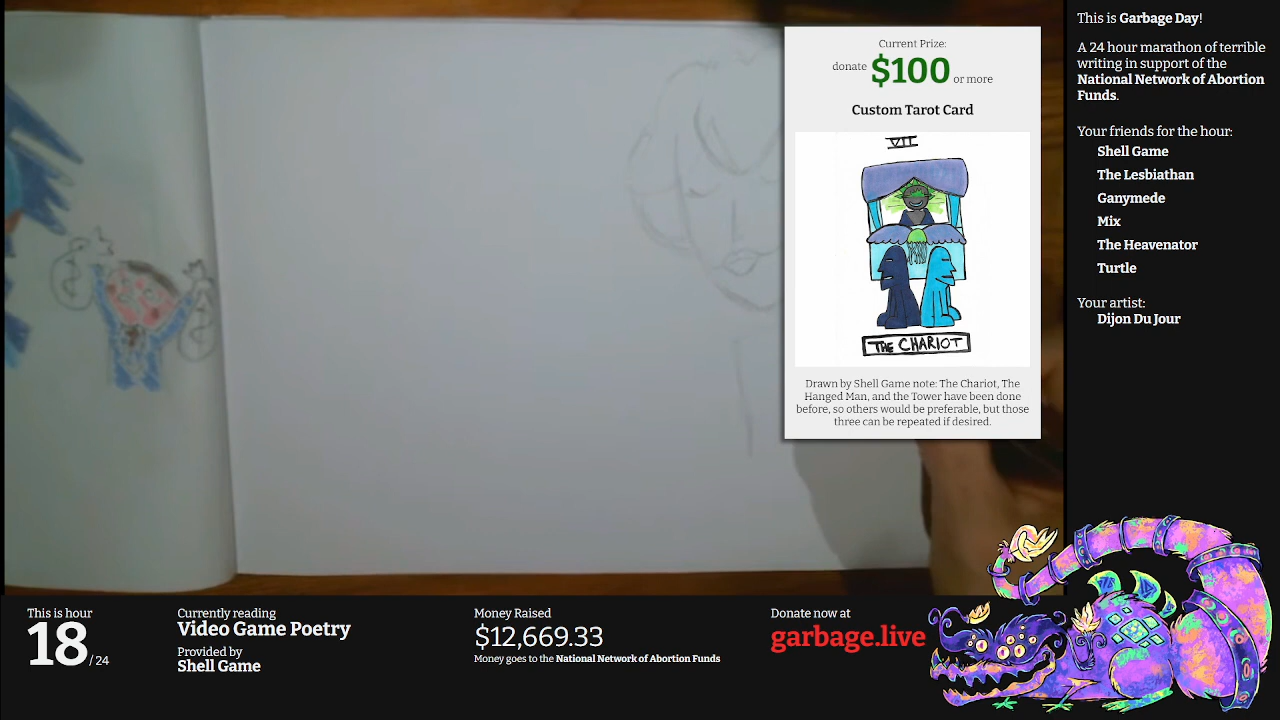 Current Prize:
donate $100 or more
Custom Tarot Card
VII
THE CHARIOT
Drawn by Shell Game note: The Chariot, The
Hanged Man, and the Tower have been done
before, so others would be preferable, but those
three can be repeated if desired.
This is Garbage Day!
A 24 hour marathon of terrible
writing in support of the
National Network of Abortion
Funds.
Your friends for the hour:
Shell Game
The Lesbiathan
Ganymede
Mix
The Heavenator
Turtle
Your artist:
Dijon Du Jour
This is hour
18 / 24
Currently reading
Video Game Poetry
Provided by
Shell Game
Money Raised
$12,669.33
Money goes to the National Network of Abortion Funds
Donate now at
garbage.live